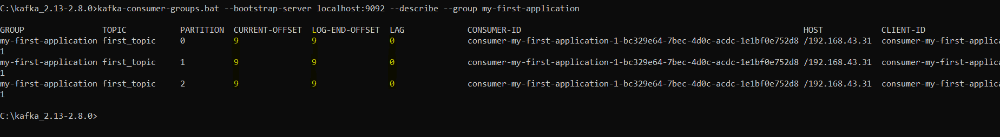 C:\kafka_2.13-2.8.0>kafka-consumer-groups.bat --bootstrap-server localhost:9092 --describe --group my-first-application
GROUP TOPIC PARTITION CURRENT-OFFSET LOG-END-OFFSET LAG CONSUMER-ID HOST CLIENT-ID
my-first-application first_topic 0 9 9 0 consumer-my-first-application-1-bc329e64-7bec-4d0c-acdc-1e1bf0e752d8 /192.168.43.31 consumer-my-first-applica
1
my-first-application first_topic 1 9 9 0 consumer-my-first-application-1-bc329e64-7bec-4d0c-acdc-1e1bf0e752d8 /192.168.43.31 consumer-my-first-applica
1
my-first-application first_topic 2 9 9 0 consumer-my-first-application-1-bc329e64-7bec-4d0c-acdc-1e1bf0e752d8 /192.168.43.31 consumer-my-first-applica
1
C:\kafka_2.13-2.8.0>